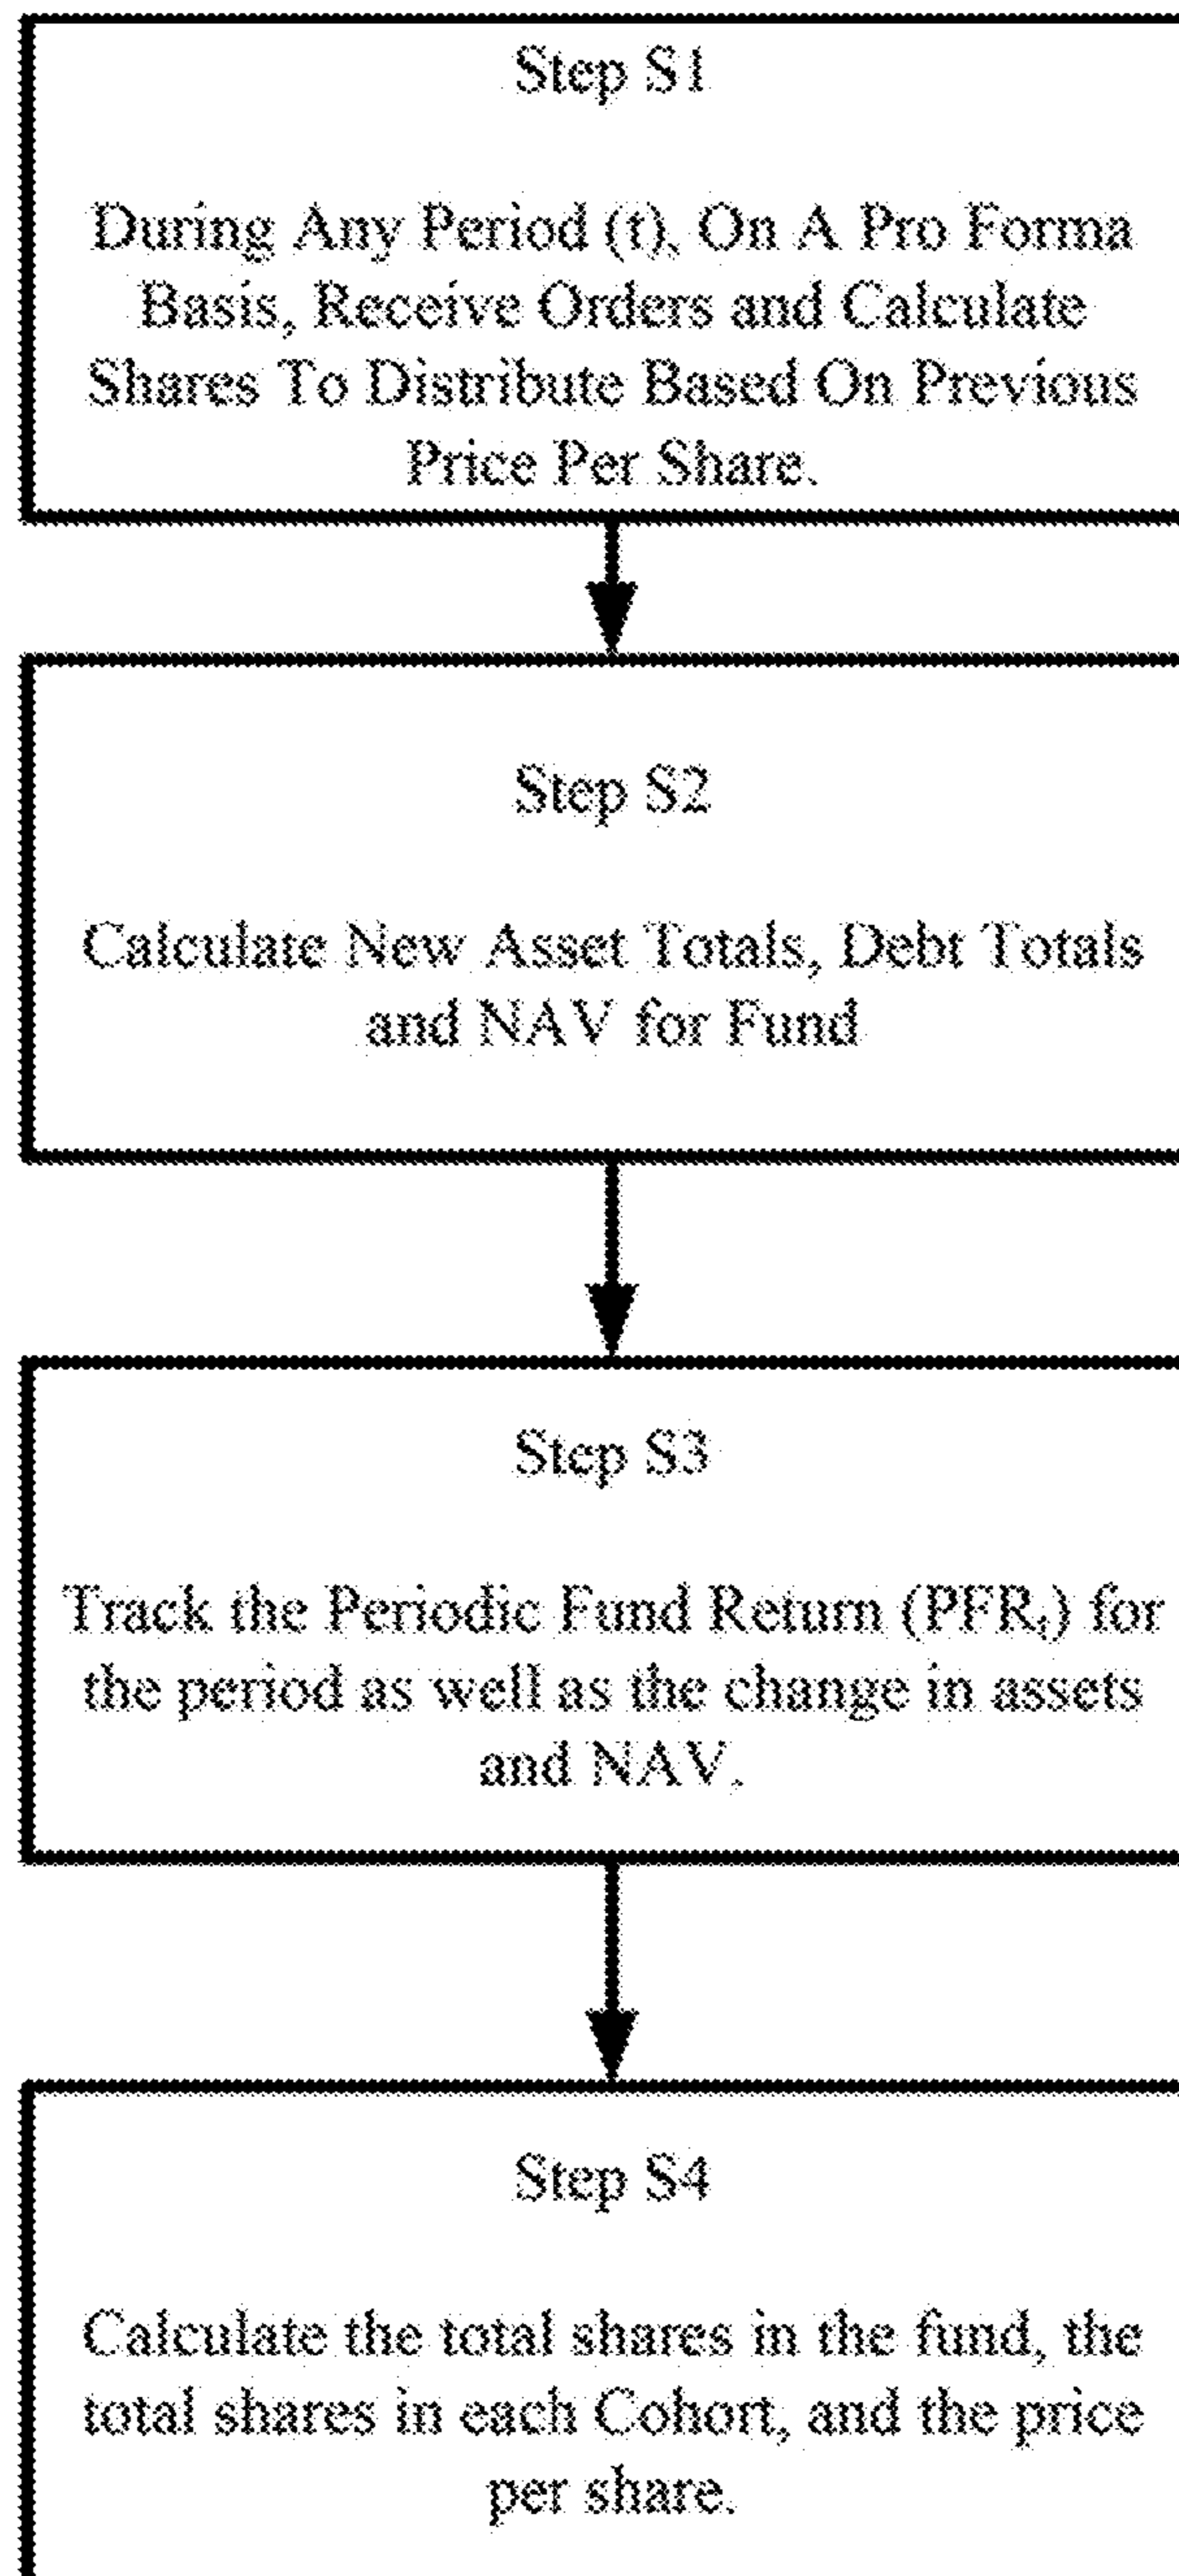 Step S1
During Any Period (t), On A Pro Forma
Basis, Receive Orders and Calculate
Shares To Distribute Based On Previous
Price Per Share.
Step S2
Calculate New Asset Totals, Debt Totals
and NAV for Fund
Step S3
Track the Periodic Fund Return (PFRₜ) for
the period as well as the change in assets
and NAV.
Step S4
Calculate the total shares in the fund, the
total shares in each Cohort, and the price
per share.